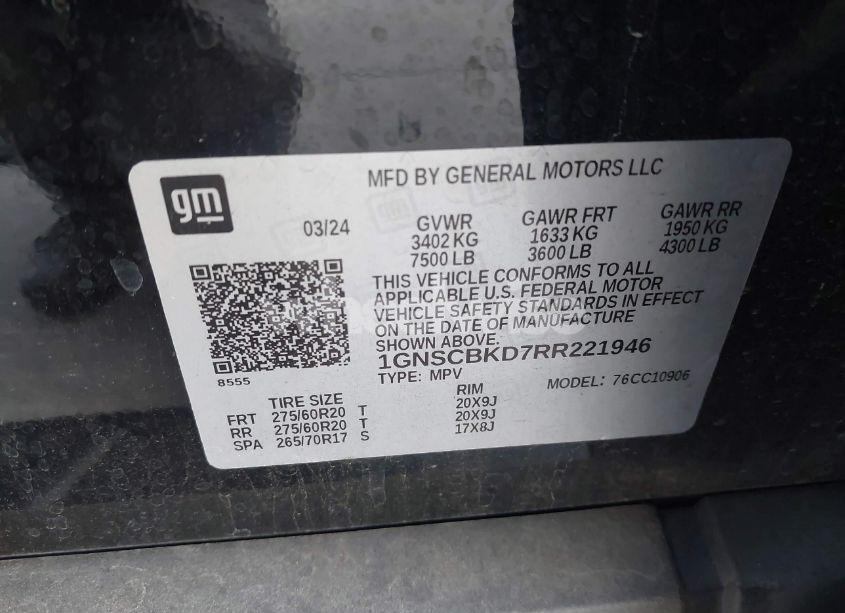 gm
MFD BY GENERAL MOTORS LLC
03/24
GVWR GAWR FRT GAWR RR
3402 KG 1633 KG 1950 KG
7500 LB 3600 LB 4300 LB
THIS VEHICLE CONFORMS TO ALL
APPLICABLE U.S. FEDERAL MOTOR
VEHICLE SAFETY STANDARDS IN EFFECT
ON THE DATE OF MANUFACTURE
SHOWN ABOVE.
1GNSCBKD7RR221946
8555
TYPE: MPV MODEL: 76CC10906
TIRE SIZE RIM
FRT 275/60R20 T 20X9J
RR 275/60R20 T 20X9J
SPA 265/70R17 S 17X8J